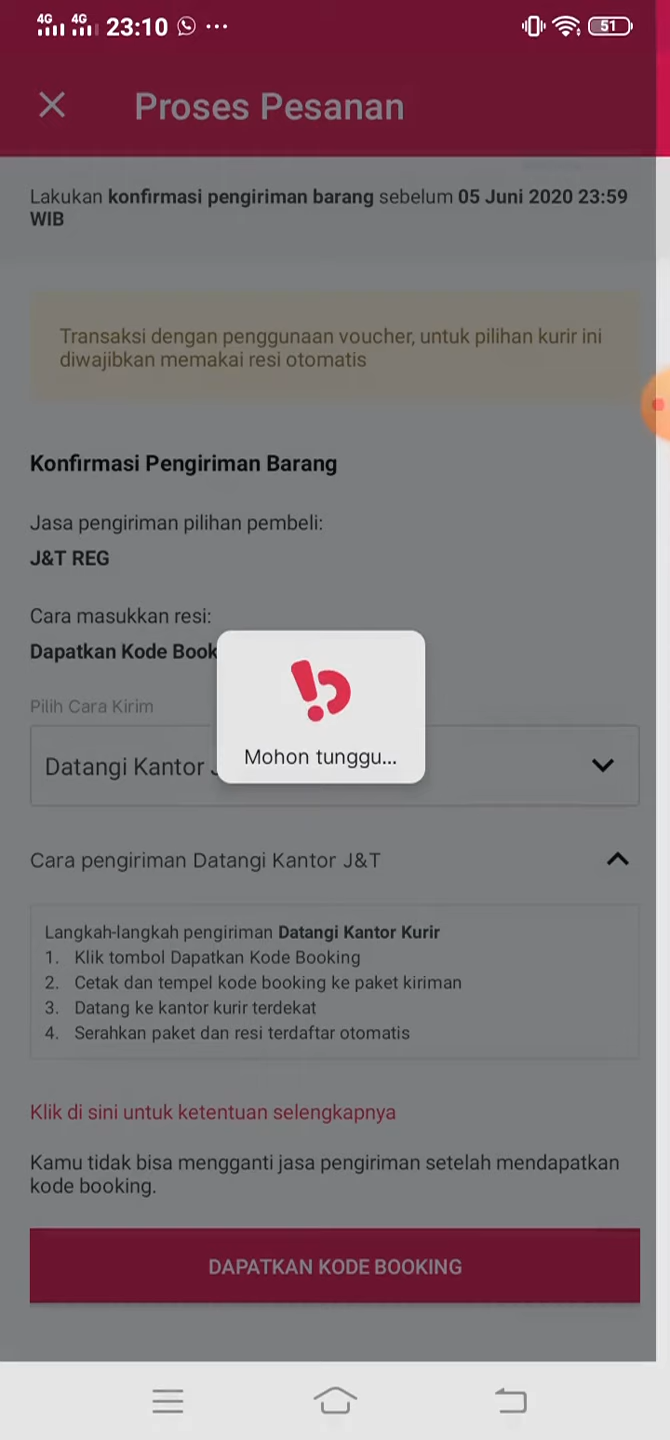 4G 4G 23:10 ... 51
Proses Pesanan
Lakukan konfirmasi pengiriman barang sebelum 05 Juni 2020 23:59
WIB
Transaksi dengan penggunaan voucher, untuk pilihan kurir ini
diwajibkan memakai resi otomatis
Konfirmasi Pengiriman Barang
Jasa pengiriman pilihan pembeli:
J&T REG
Cara masukkan resi:
Dapatkan Kode Book
Pilih Cara Kirim
Datangi Kantor
Mohon tunggu...
Cara pengiriman Datangi Kantor J&T
Langkah-langkah pengiriman Datangi Kantor Kurir
1. Klik tombol Dapatkan Kode Booking
2. Cetak dan tempel kode booking ke paket kiriman
3. Datang ke kantor kurir terdekat
4. Serahkan paket dan resi terdaftar otomatis
Klik di sini untuk ketentuan selengkapnya
Kamu tidak bisa mengganti jasa pengiriman setelah mendapatkan
kode booking.
DAPATKAN KODE BOOKING